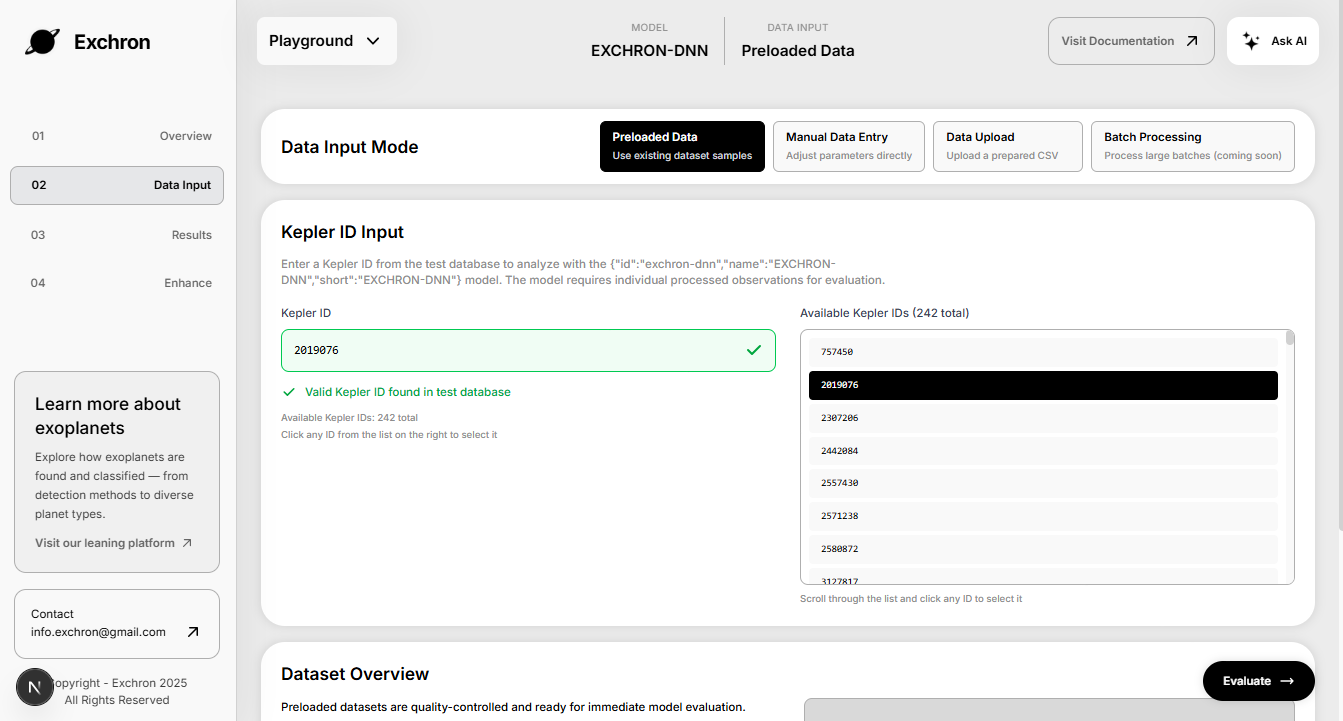 Exchron
Playground
MODEL
EXCHRON-DNN
DATA INPUT
Preloaded Data
Visit Documentation
Ask AI
01 Overview
02 Data Input
03 Results
04 Enhance
Learn more about
exoplanets
Explore how exoplanets are
found and classified — from
detection methods to diverse
planet types.
Visit our leaning platform
Contact
info.exchron@gmail.com
N
opyright - Exchron 2025
All Rights Reserved
Data Input Mode
Preloaded Data
Use existing dataset samples
Manual Data Entry
Adjust parameters directly
Data Upload
Upload a prepared CSV
Batch Processing
Process large batches (coming soon)
Kepler ID Input
Enter a Kepler ID from the test database to analyze with the {"id":"exchron-dnn","name":"EXCHRON-
DNN","short":"EXCHRON-DNN"} model. The model requires individual processed observations for evaluation.
Kepler ID
2019076
Valid Kepler ID found in test database
Available Kepler IDs: 242 total
Click any ID from the list on the right to select it
Available Kepler IDs (242 total)
757450
2019076
2307206
2442084
2557430
2571238
2580872
3127817
Scroll through the list and click any ID to select it
Dataset Overview
Preloaded datasets are quality-controlled and ready for immediate model evaluation.
Evaluate